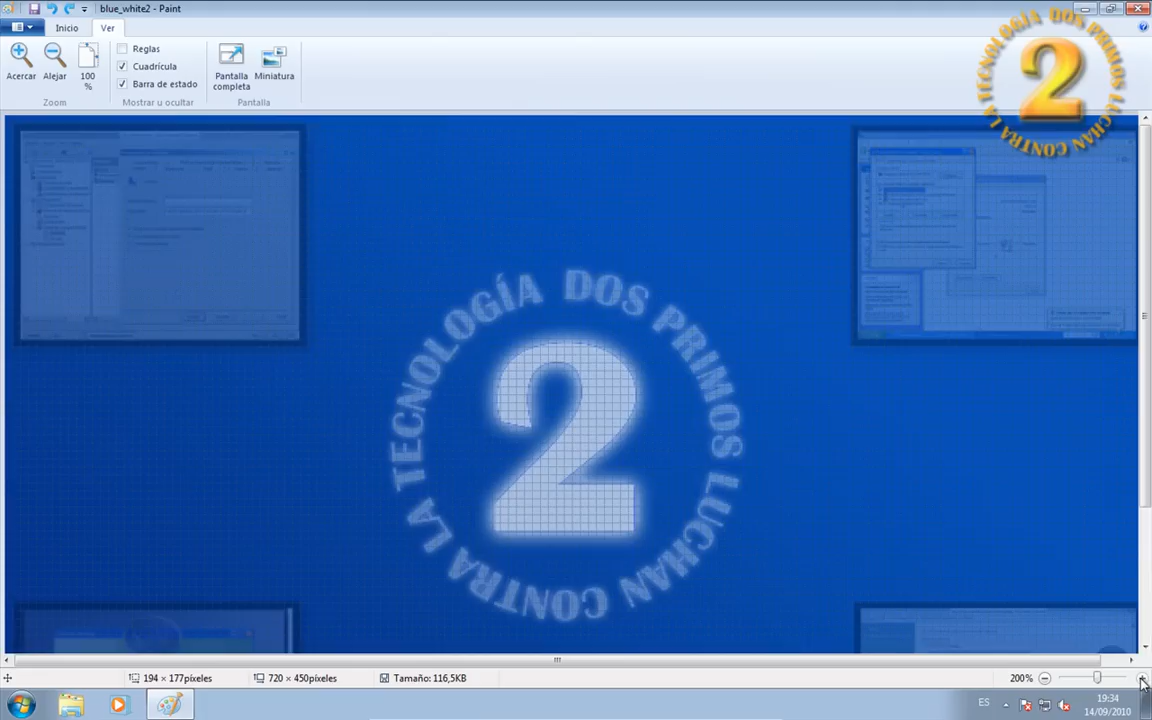 blue_white2 - Paint
Inicio
Ver
Acercar
Alejar
100 %
Reglas
Cuadrícula
Barra de estado
Pantalla completa
Miniatura
Zoom
Mostrar u ocultar
Pantalla
DOS PRIMOS LUCHAN CONTRA LA TECNOLOGÍA
2
DOS PRIMOS LUCHAN CONTRA LA TECNOLOGÍA
2
194 × 177píxeles
720 × 450píxeles
Tamaño: 116,5KB
200%
ES
19:34
14/09/2010